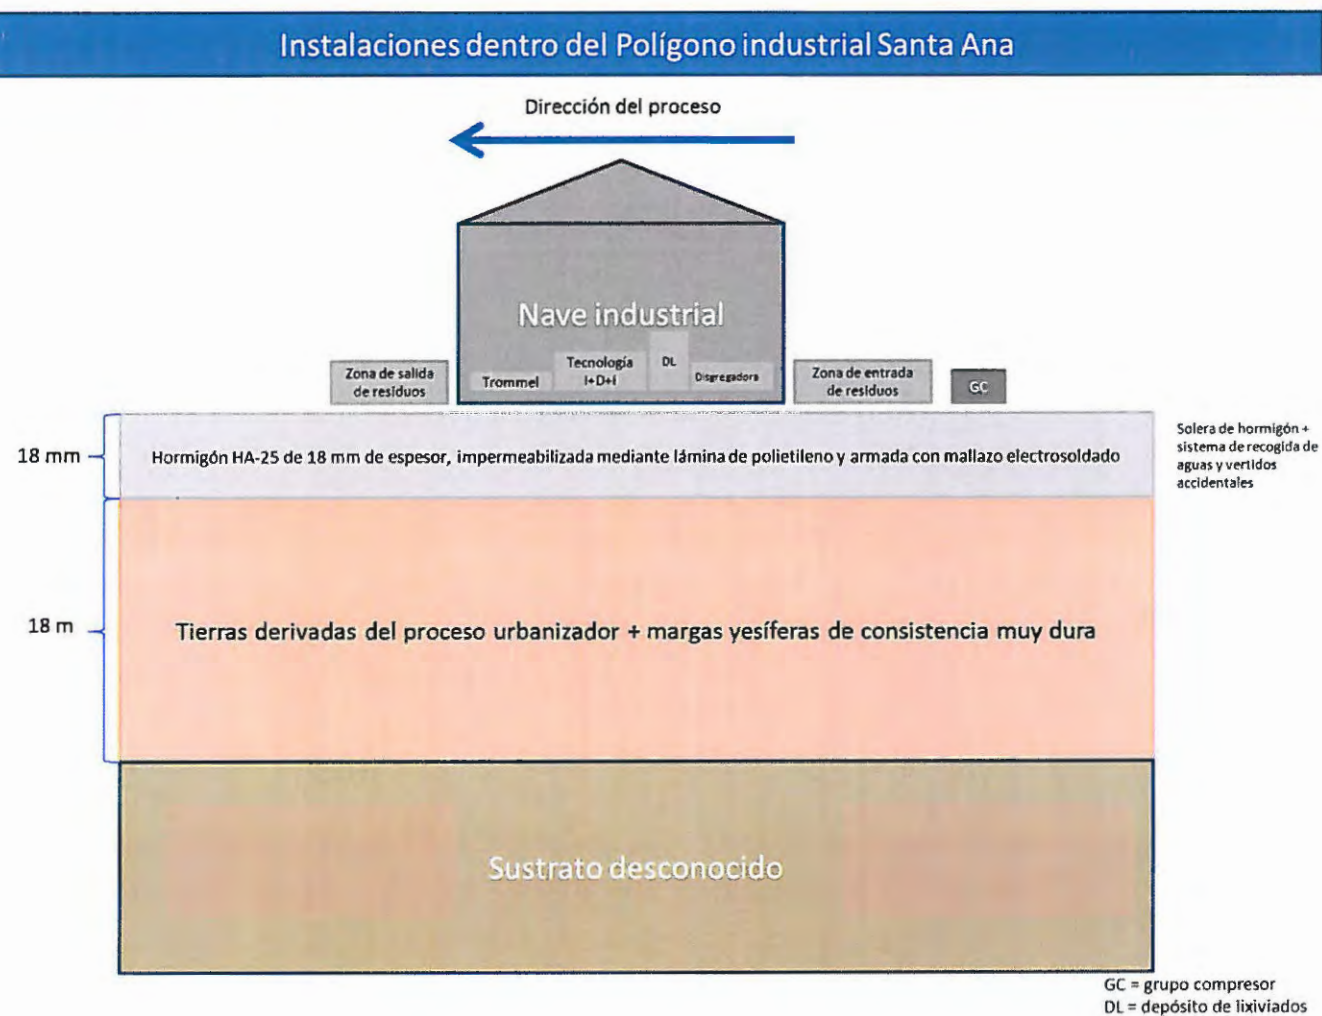 Instalaciones dentro del Polígono industrial Santa Ana
Dirección del proceso
Nave industrial
Zona de salida
de residuos
Trommel
Tecnología
I+D+i
DL
Disgregadora
Zona de entrada
de residuos
GC
18 mm
Hormigón HA-25 de 18 mm de espesor, impermeabilizada mediante lámina de polietileno y armada con mallazo electrosoldado
Solera de hormigón +
sistema de recogida de
aguas y vertidos
accidentales
18 m
Tierras derivadas del proceso urbanizador + margas yesíferas de consistencia muy dura
Sustrato desconocido
GC = grupo compresor
DL = depósito de lixiviados